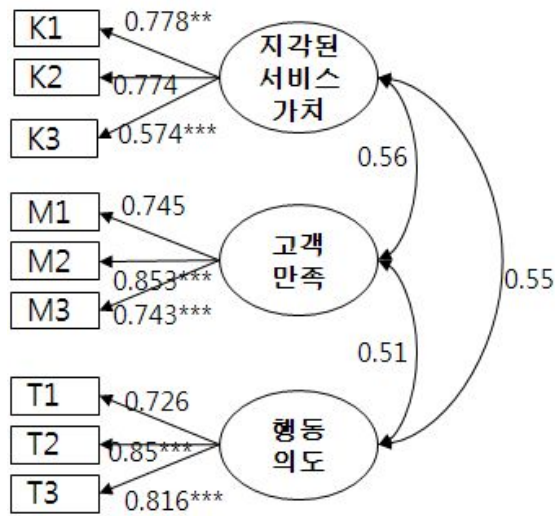 K1
0.778**
지각된
서비스
가치
K2
0.774
K3
0.574***
0.56
M1
0.745
고객
만족
M2
0.853***
M3
0.743***
0.55
0.51
T1
0.726
행동
의도
T2
0.85***
T3
0.816***